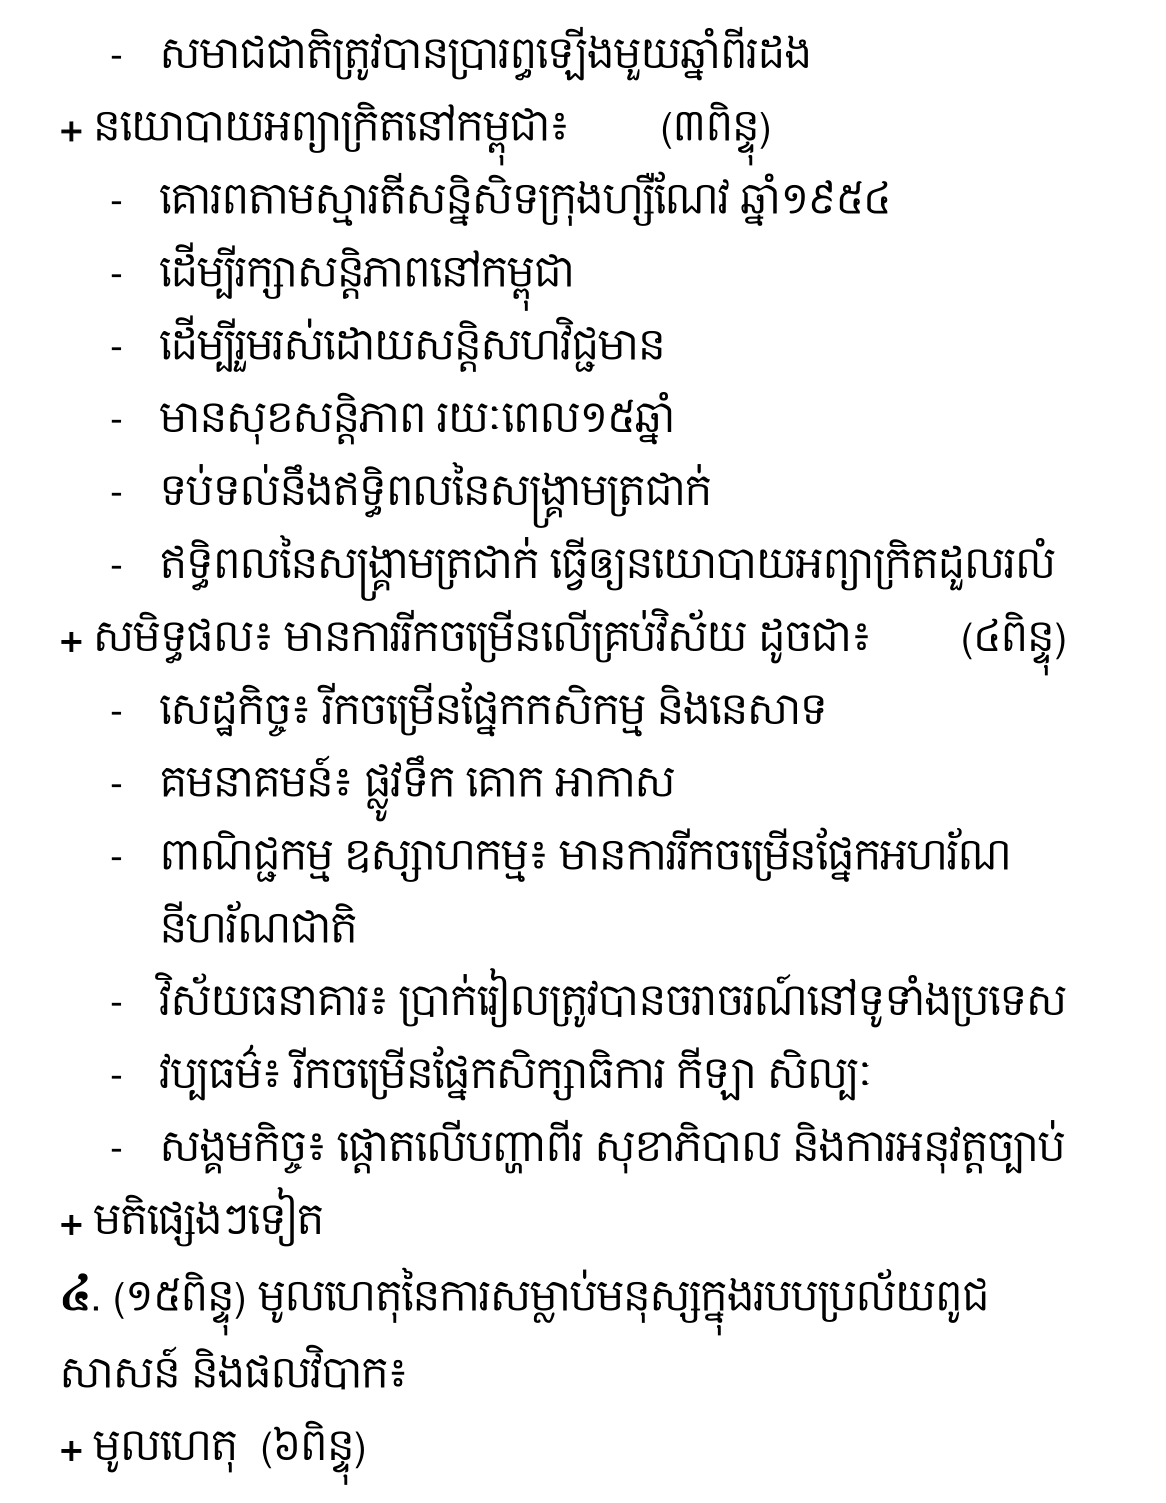 - សមាជជាតិត្រូវបានប្រារព្ធឡើងមួយឆ្នាំពីរដង
+ នយោបាយអព្យាក្រិតនៅកម្ពុជា៖ (៣ពិន្ទុ)
- គោរពតាមស្មារតីសន្និសិទក្រុងហ្សឺណែវ ឆ្នាំ១៩៥៤
- ដើម្បីរក្សាសន្តិភាពនៅកម្ពុជា
- ដើម្បីរួមរស់ដោយសន្តិសហវិជ្ជមាន
- មានសុខសន្តិភាព រយៈពេល១៥ឆ្នាំ
- ទប់ទល់នឹងឥទ្ធិពលនៃសង្គ្រាមត្រជាក់
- ឥទ្ធិពលនៃសង្គ្រាមត្រជាក់ ធ្វើឲ្យនយោបាយអព្យាក្រិតដួលរលំ
+ សមិទ្ធផល៖ មានការរីកចម្រើនលើគ្រប់វិស័យ ដូចជា៖ (៤ពិន្ទុ)
- សេដ្ឋកិច្ច៖ រីកចម្រើនផ្នែកកសិកម្ម និងនេសាទ
- គមនាគមន៍៖ ផ្លូវទឹក គោក អាកាស
- ពាណិជ្ជកម្ម ឧស្សាហកម្ម៖ មានការរីកចម្រើនផ្នែកអហរ័ណ
នីហរ័ណជាតិ
- វិស័យធនាគារ៖ ប្រាក់រៀលត្រូវបានចរាចរណ៍នៅទូទាំងប្រទេស
- វប្បធម៌៖ រីកចម្រើនផ្នែកសិក្សាធិការ កីឡា សិល្បៈ
- សង្គមកិច្ច៖ ផ្តោតលើបញ្ហាពីរ សុខាភិបាល និងការអនុវត្តច្បាប់
+ មតិផ្សេងៗទៀត
៤. (១៥ពិន្ទុ) មូលហេតុនៃការសម្លាប់មនុស្សក្នុងរបបប្រល័យពូជ
សាសន៍ និងផលវិបាក៖
+ មូលហេតុ (៦ពិន្ទុ)